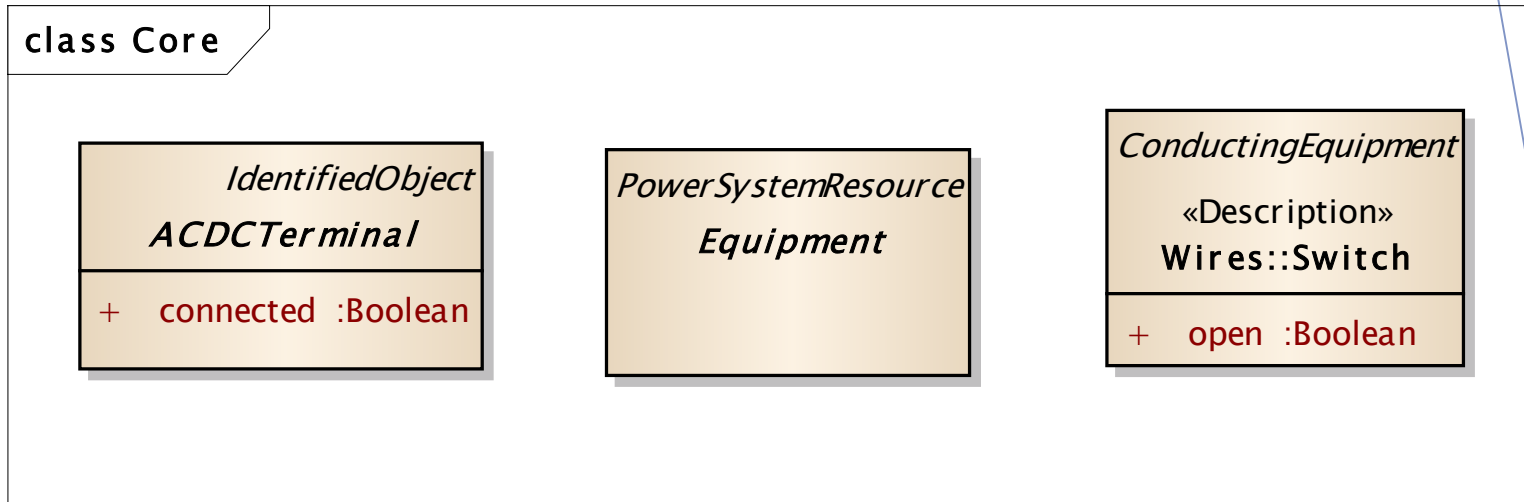 class Core
IdentifiedObject
ACDCTerminal
+ connected :Boolean
PowerSystemResource
Equipment
ConductingEquipment
«Description»
Wires::Switch
+ open :Boolean